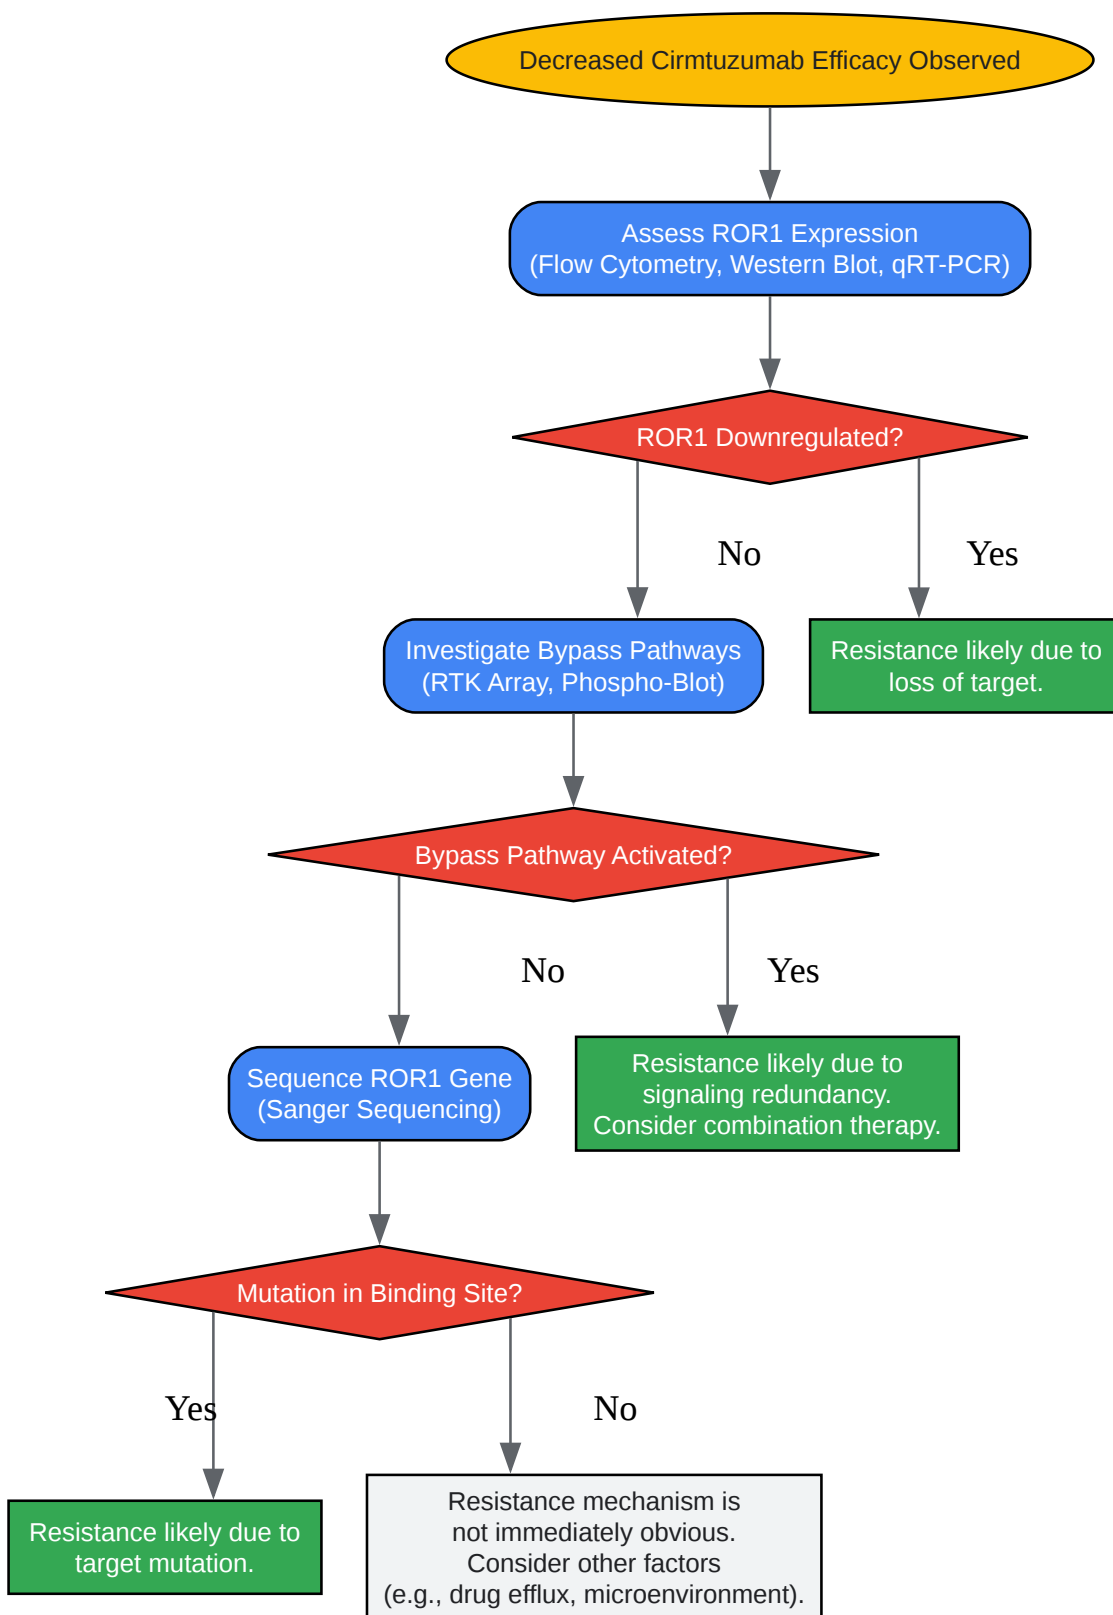 Decreased Cirmtuzumab Efficacy Observed
Assess ROR1 Expression
(Flow Cytometry, Western Blot, qRT-PCR)
ROR1 Downregulated?
No
Yes
Investigate Bypass Pathways
(RTK Array, Phospho-Blot)
Resistance likely due to
loss of target.
Bypass Pathway Activated?
No
Yes
Sequence ROR1 Gene
(Sanger Sequencing)
Resistance likely due to
signaling redundancy.
Consider combination therapy.
Mutation in Binding Site?
Yes
No
Resistance likely due to
target mutation.
Resistance mechanism is
not immediately obvious.
Consider other factors
(e.g., drug efflux, microenvironment).